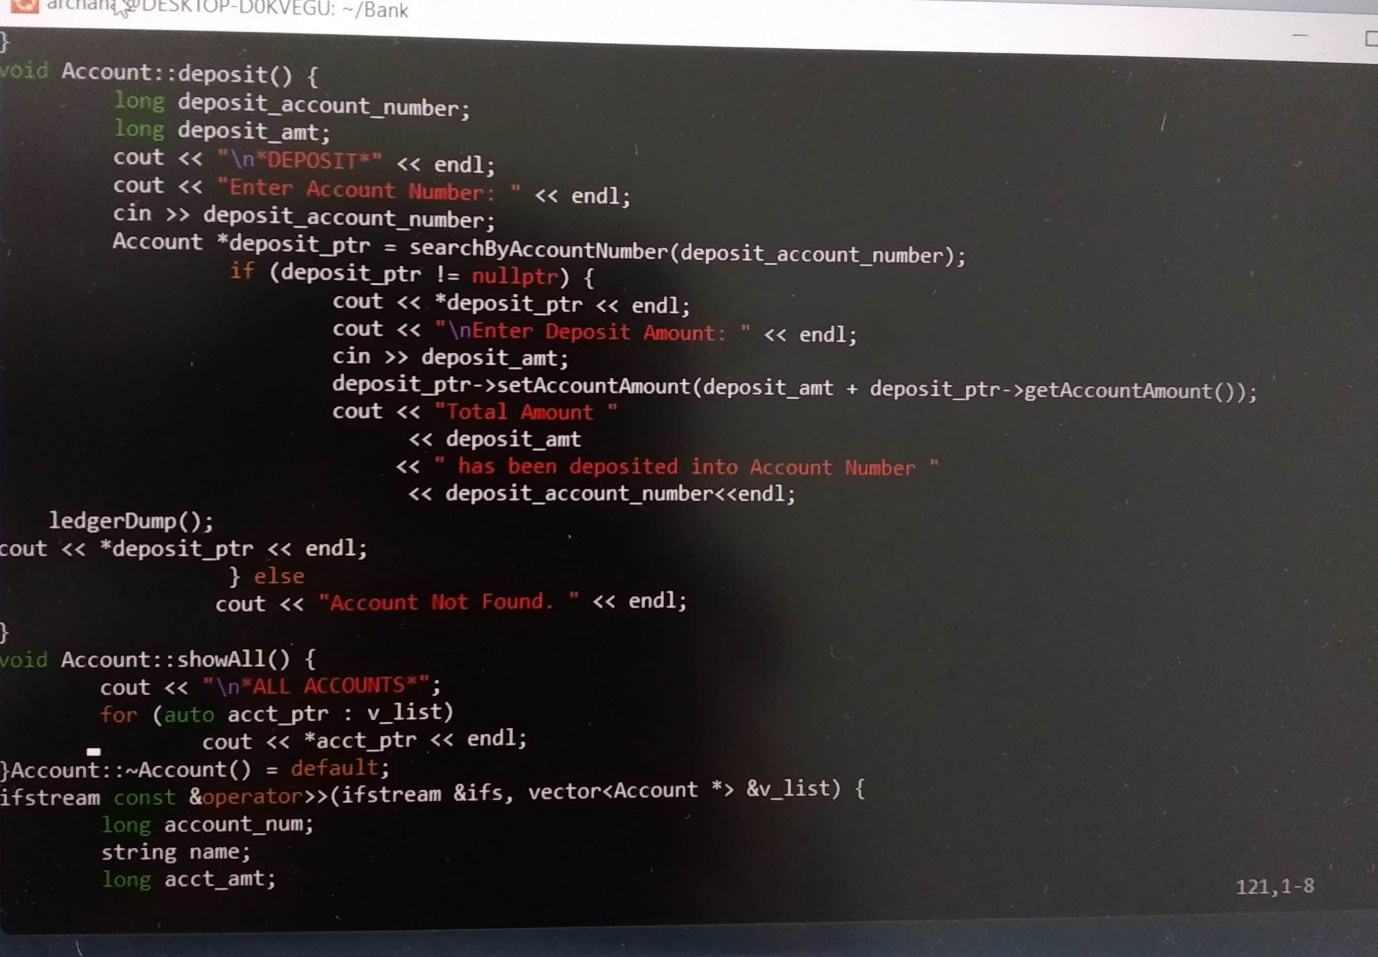 @DESKTOP-D0KVEGU: ~/Bank
}
void Account::deposit() {
long deposit_account_number;
long deposit_amt;
cout << "\n*DEPOSIT*" << endl;
cout << "Enter Account Number: " << endl;
cin >> deposit_account_number;
Account *deposit_ptr = searchByAccountNumber(deposit_account_number);
if (deposit_ptr != nullptr) {
cout << *deposit_ptr << endl;
cout << "\nEnter Deposit Amount: " << endl;
cin >> deposit_amt;
deposit_ptr->setAccountAmount(deposit_amt + deposit_ptr->getAccountAmount());
cout << "Total Amount "
<< deposit_amt
<< " has been deposited into Account Number "
<< deposit_account_number<<endl;
ledgerDump();
cout << *deposit_ptr << endl;
} else
cout << "Account Not Found. " << endl;
}
void Account::showAll() {
cout << "\n*ALL ACCOUNTS*";
for (auto acct_ptr : v_list)
cout << *acct_ptr << endl;
}Account::~Account() = default;
ifstream const &operator>>(ifstream &ifs, vector<Account *> &v_list) {
long account_num;
string name;
long acct_amt;
121,1-8